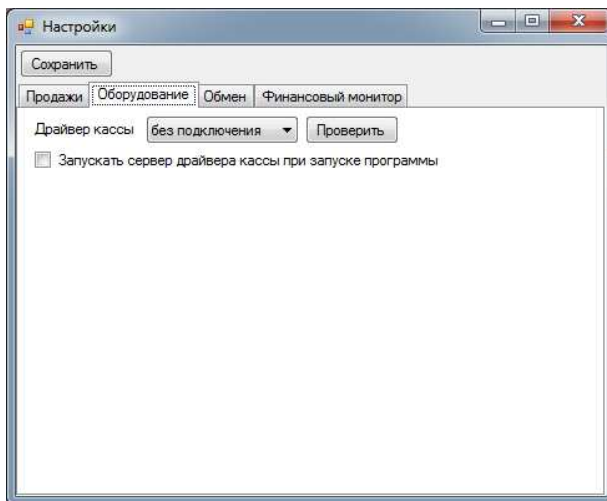 Настройки
Сохранить
Продажи Оборудование Обмен Финансовый монитор
Драйвер кассы без подключения Проверить
Запускать сервер драйвера кассы при запуске программы